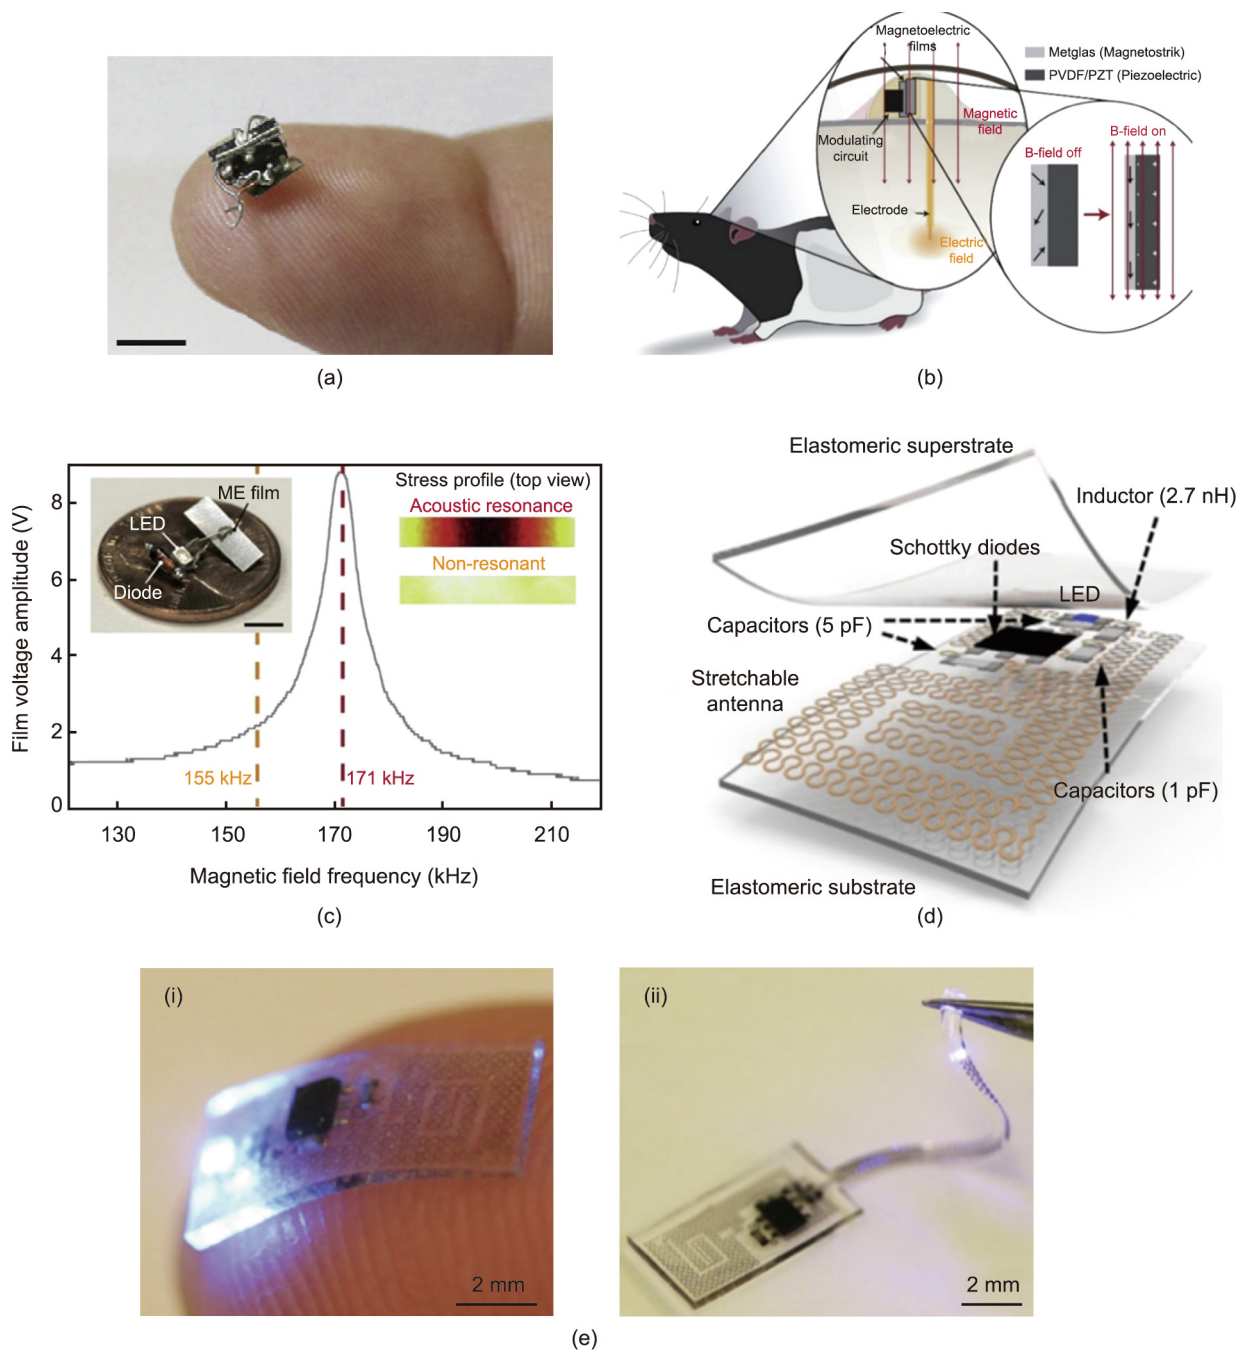 Magnetoelectric
films
Metglas (Magnetostrik)
PVDF/PZT (Piezoelectric)
Magnetic
field
Modulating
circuit
B-field on
B-field off
Electrode
Electric
field
(a)
(b)
Film voltage amplitude (V)
8
6
4
2
0
ME film
LED
Diode
Stress profile (top view)
Acoustic resonance
Non-resonant
155 kHz
171 kHz
130
150
170
190
210
Magnetic field frequency (kHz)
(c)
Elastomeric superstrate
Inductor (2.7 nH)
Schottky diodes
LED
Capacitors (5 pF)
Stretchable
antenna
Capacitors (1 pF)
Elastomeric substrate
(d)
(i)
2 mm
(ii)
2 mm
(e)